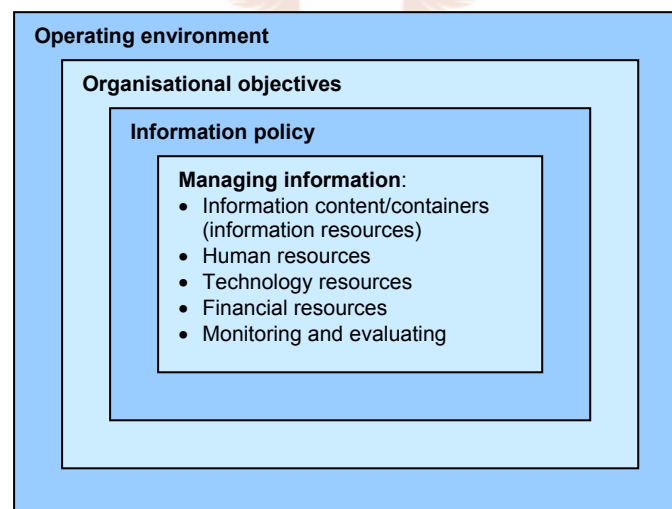 Operating environment
Organisational objectives
Information policy
Managing information:
• Information content/containers
(information resources)
• Human resources
• Technology resources
• Financial resources
• Monitoring and evaluating